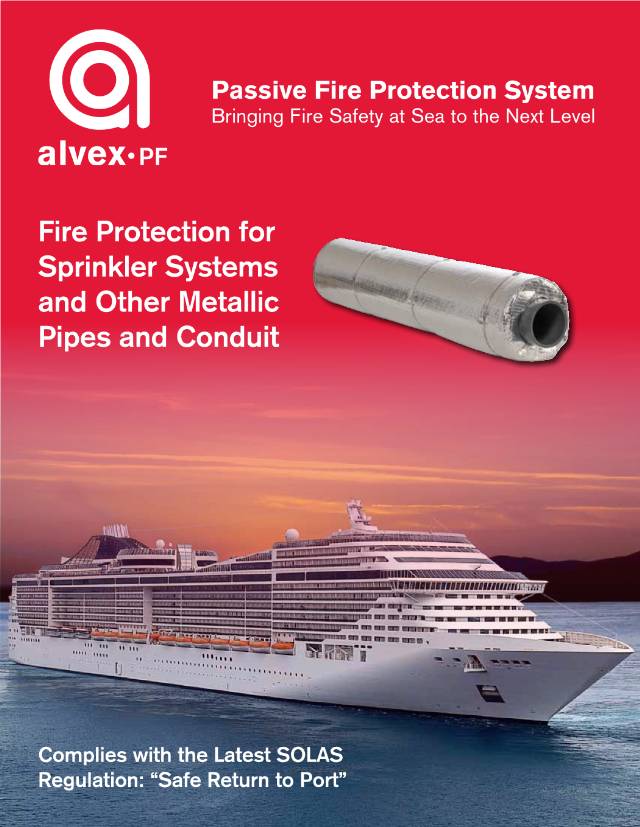 Passive Fire Protection System
Bringing Fire Safety at Sea to the Next Level
alvex•PF
Fire Protection for
Sprinkler Systems
and Other Metallic
Pipes and Conduit
Complies with the Latest SOLAS
Regulation: “Safe Return to Port”